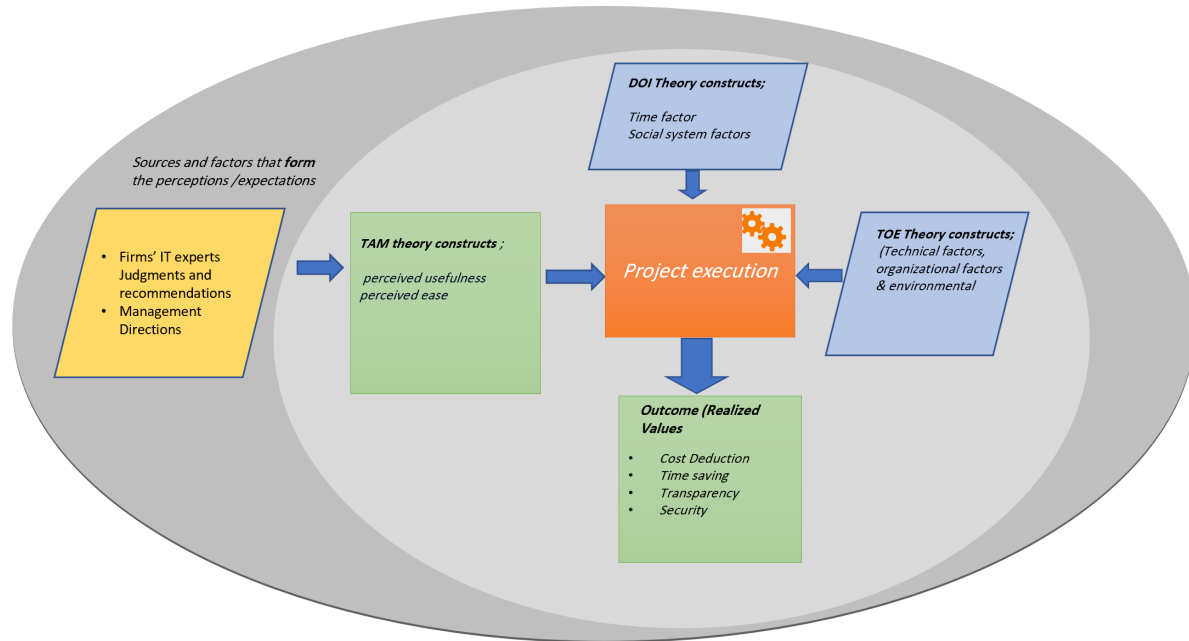 DOI Theory constructs;
Time factor
Social system factors
Sources and factors that form
the perceptions /expectations
• Firms' IT experts
Judgments and
recommendations
• Management
Directions
TAM theory constructs ;
perceived usefulness
perceived ease
Project execution
TOE Theory constructs;
(Technical factors,
organizational factors
& environmental
Outcome (Realized
Values
• Cost Deduction
• Time saving
• Transparency
• Security